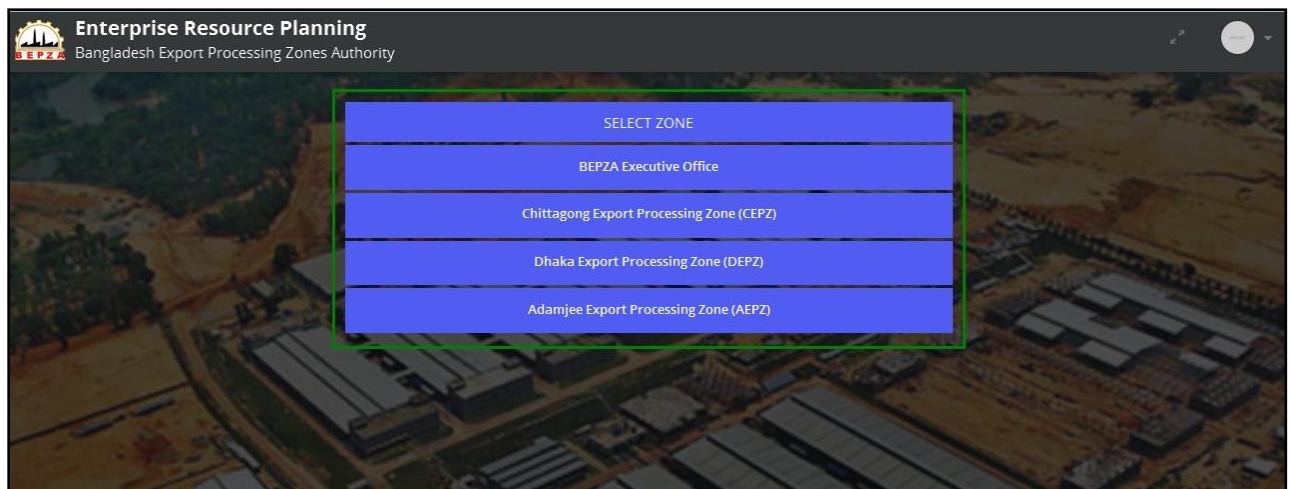 Enterprise Resource Planning
BEPZA
Bangladesh Export Processing Zones Authority
SELECT ZONE
BEPZA Executive Office
Chittagong Export Processing Zone (CEPZ)
Dhaka Export Processing Zone (DEPZ)
Adamjee Export Processing Zone (AEPZ)